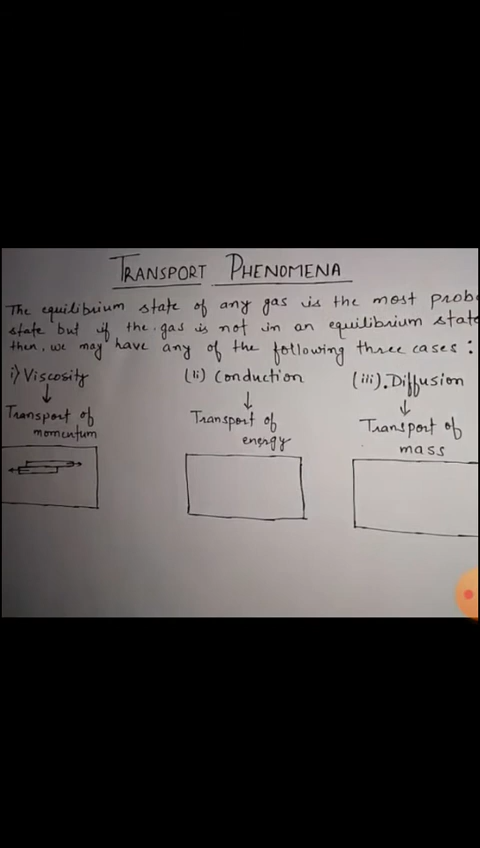 TRANSPORT PHENOMENA
The equilibrium state of any gas is the most prob
state but if the gas is not in an equilibrium state
then, we may have any of the following three cases:
i) Viscosity (ii) Conduction (iii). Diffusion
↓ ↓ ↓
Transport of momentum
Transport of energy
Transport of mass